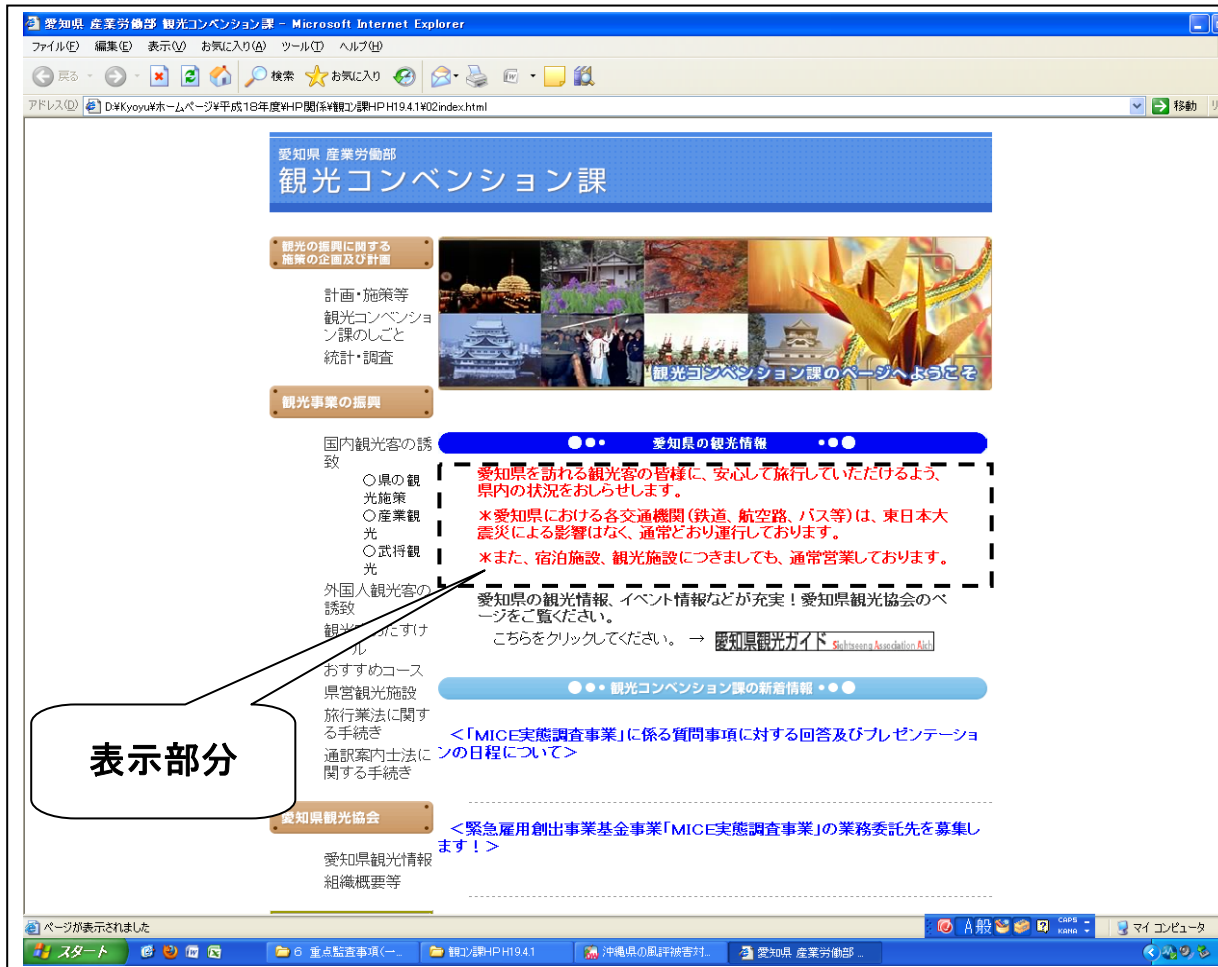 愛知県 産業労働部 観光コンベンション課 - Microsoft Internet Explorer
ファイル(F) 編集(E) 表示(V) お気に入り(A) ツール(T) ヘルプ(H)
戻る 検索 お気に入り
アドレス(D) D:¥Kyoyu¥ホームページ¥平成18年度¥HP関係¥観コン課HP H19.4.1¥02index.html 移動
愛知県 産業労働部
観光コンベンション課
観光の振興に関する
施策の企画及び計画
計画・施策等
観光コンベンショ
ン課のしごと
統計・調査
観光コンベンション課のページへようこそ
観光事業の振興
国内観光客の誘
致
○県の観
光施策
○産業観
光
○武将観
光
外国人観光客の
誘致
おすすめコース
県営観光施設
旅行業法に関す
る手続き
通訳案内士法に
関する手続き
愛知県観光協会
愛知県観光情報
組織概要等
愛知県の観光情報
愛知県を訪れる観光客の皆様に、安心して旅行していただけるよう、
県内の状況をおしらせします。
*愛知県における各交通機関(鉄道、航空路、バス等)は、東日本大
震災による影響はなく、通常どおり運行しております。
*また、宿泊施設、観光施設につきましても、通常営業しております。
愛知県の観光情報、イベント情報などが充実！愛知県観光協会のペ
ージをご覧ください。
こちらをクリックしてください。 → 愛知県観光ガイド Sightseeng Association Aich
観光コンベンション課の新着情報
<「MICE実態調査事業」に係る質問事項に対する回答及びプレゼンテーショ
ンの日程について>
<緊急雇用創出事業基金事業「MICE実態調査事業」の業務委託先を募集し
ます！>
表示部分
ページが表示されました
A 般 CAPS KANA
マイ コンピュータ
スタート 6 重点監査事項(一... 観コン課HP H19.4.1 沖縄県の風評被害対... 愛知県 産業労働部 ...